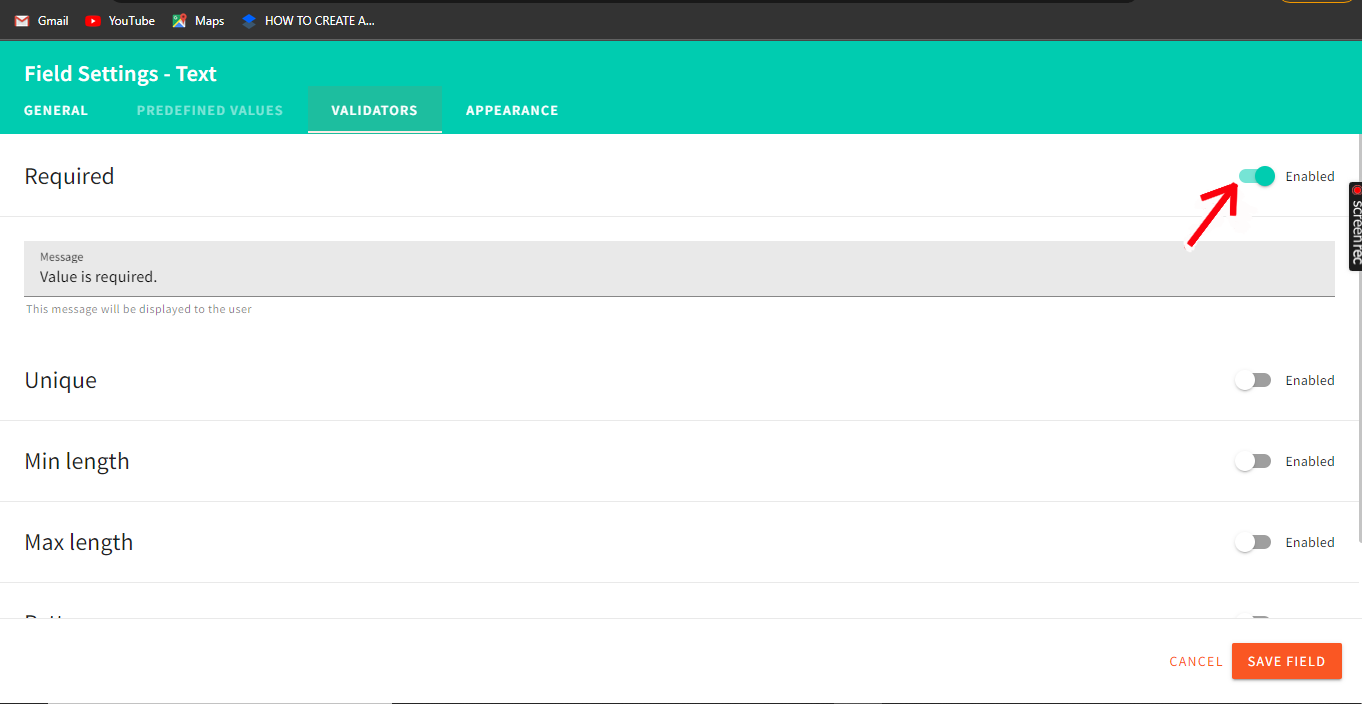 Gmail YouTube Maps HOW TO CREATE A...
Field Settings - Text
GENERAL PREDEFINED VALUES VALIDATORS APPEARANCE
Required Enabled
screenrec
Message
Value is required.
This message will be displayed to the user
Unique Enabled
Min length Enabled
Max length Enabled
CANCEL SAVE FIELD